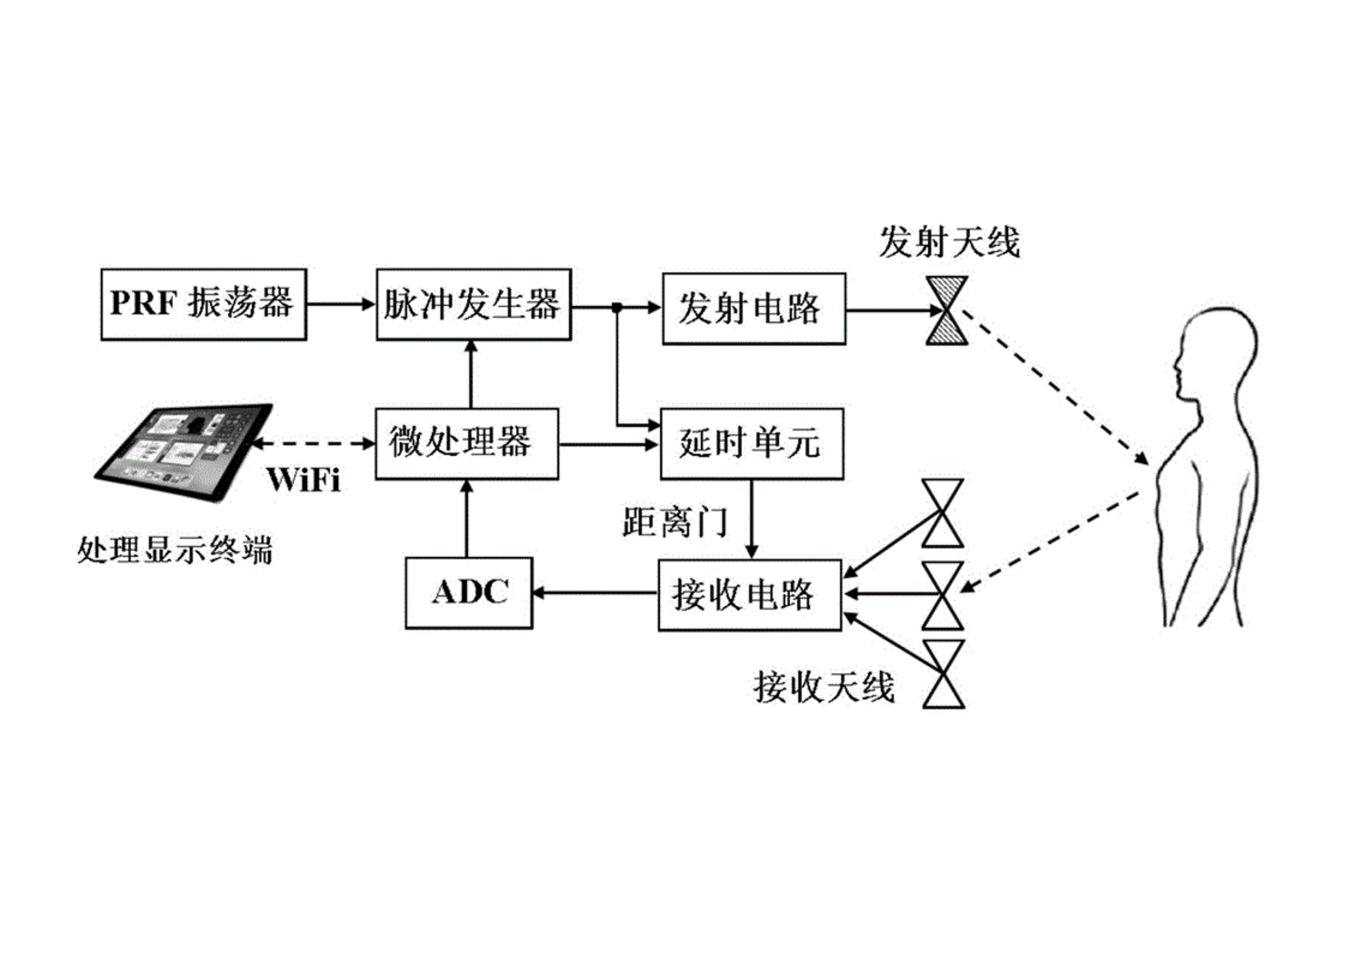 发射天线
PRF 振荡器
脉冲发生器
发射电路
微处理器
延时单元
WiFi
处理显示终端
距离门
ADC
接收电路
接收天线